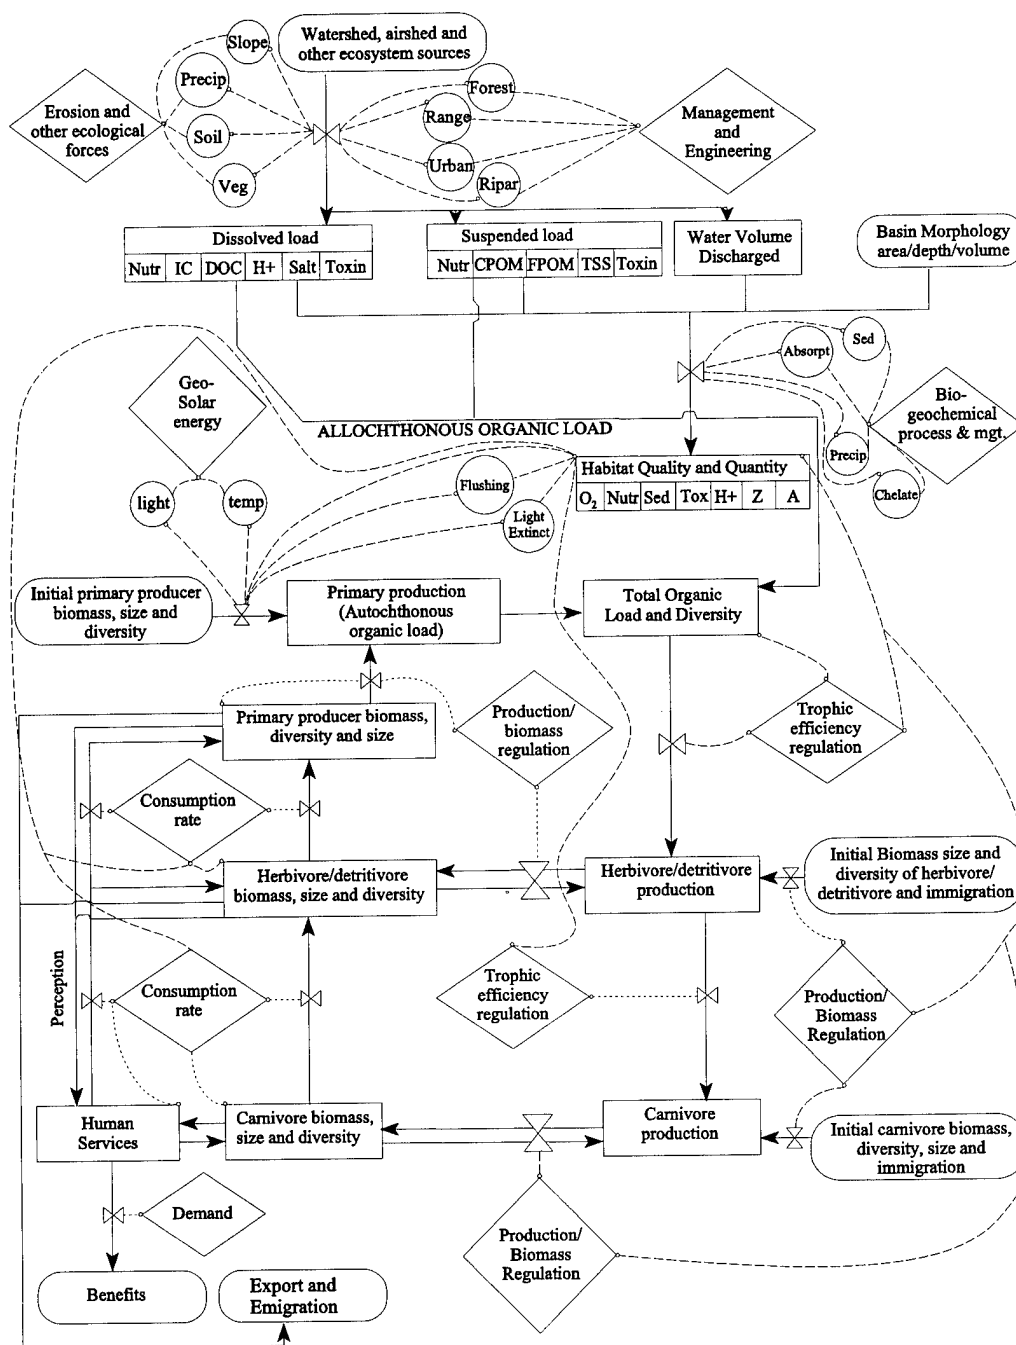 Watershed, airshed and
other ecosystem sources
Slope
Precip
Soil
Veg
Erosion and
other ecological
forces
Forest
Range
Urban
Ripar
Management
and
Engineering
Dissolved load
Nutr IC DOC H+ Salt Toxin
Suspended load
Nutr CPOM FPOM TSS Toxin
Water Volume
Discharged
Basin Morphology
area/depth/volume
Geo-
Solar
energy
light
temp
Absorpt
Sed
Precip
Chelate
Bio-
geochemical
process & mgt.
ALLOCHTHONOUS ORGANIC LOAD
Flushing
Light
Extinct
Habitat Quality and Quantity
O2 Nutr Sed Tox H+ Z A
Initial primary producer
biomass, size and
diversity
Primary production
(Autochthonous
organic load)
Total Organic
Load and Diversity
Primary producer biomass,
diversity and size
Production/
biomass
regulation
Trophic
efficiency
regulation
Consumption
rate
Herbivore/detritivore
biomass, size and diversity
Herbivore/detritivore
production
Initial Biomass size and
diversity of herbivore/
detritivore and immigration
Perception
Consumption
rate
Trophic
efficiency
regulation
Production/
Biomass
Regulation
Human
Services
Carnivore biomass,
size and diversity
Carnivore
production
Initial carnivore biomass,
diversity, size and
immigration
Demand
Production/
Biomass
Regulation
Benefits
Export and
Emigration